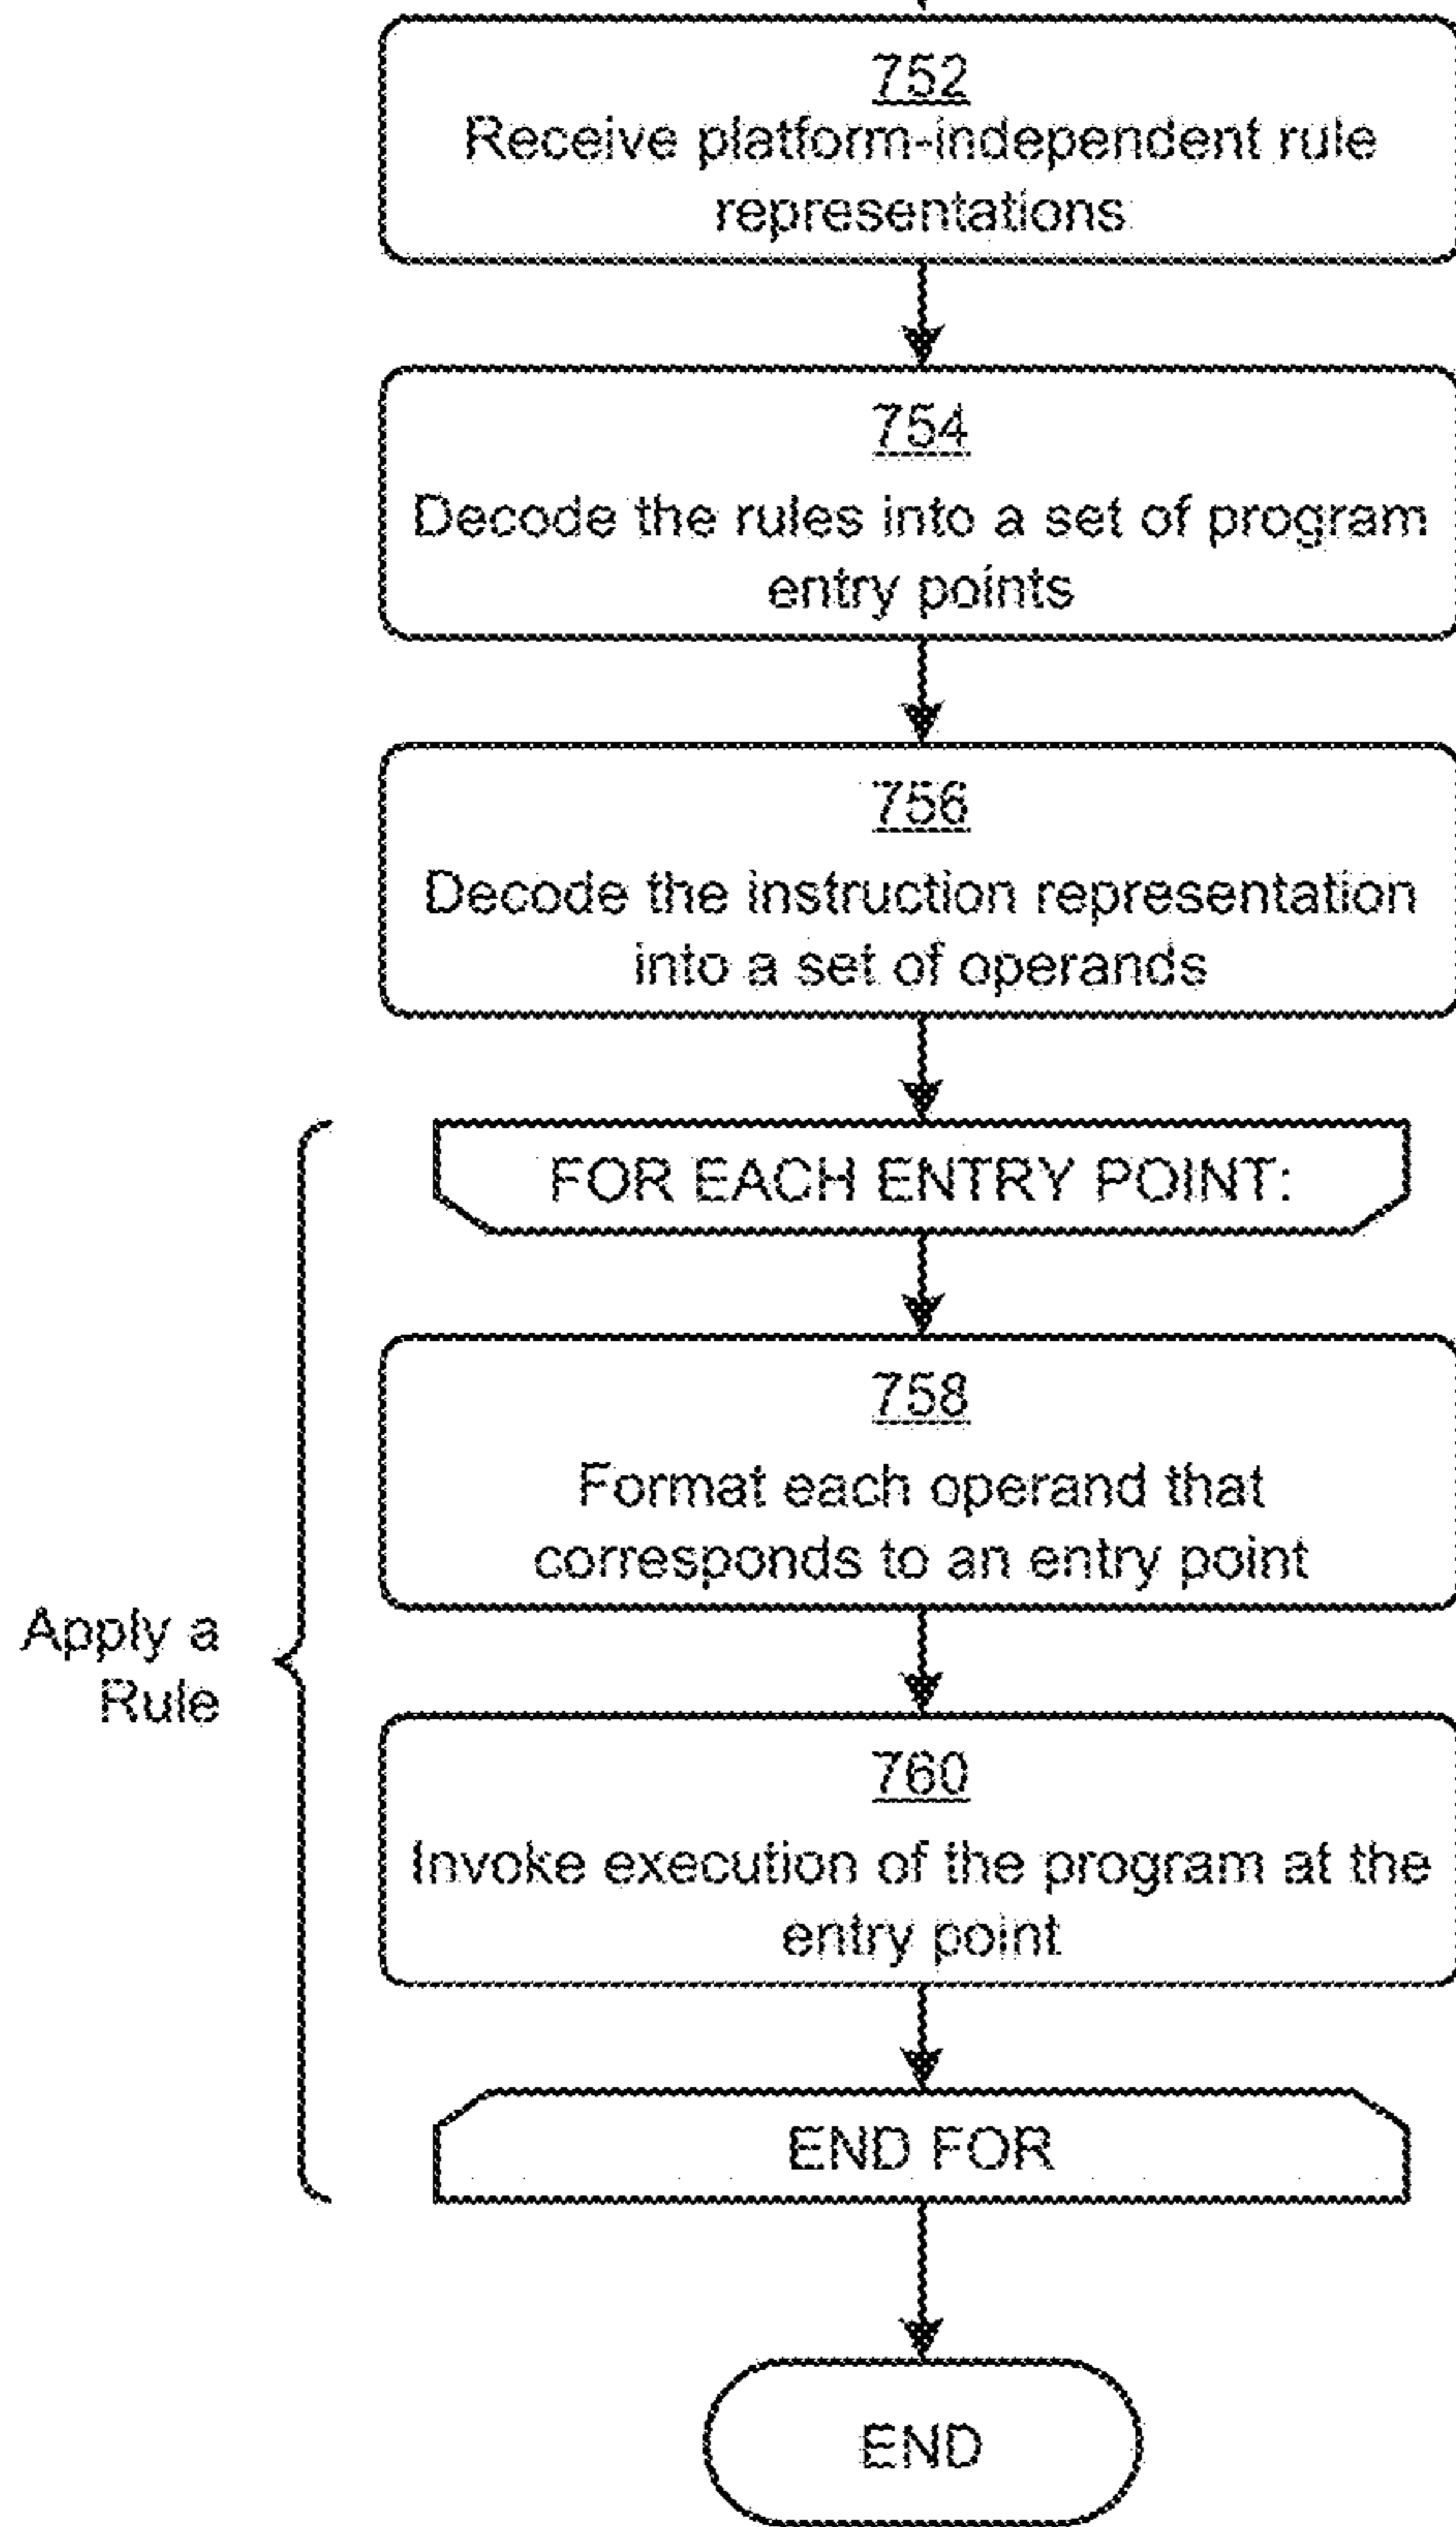 752
Receive platform-independent rule
representations
754
Decode the rules into a set of program
entry points
756
Decode the instruction representation
into a set of operands
FOR EACH ENTRY POINT:
758
Format each operand that
corresponds to an entry point
Apply a
Rule
760
Invoke execution of the program at the
entry point
END FOR
END